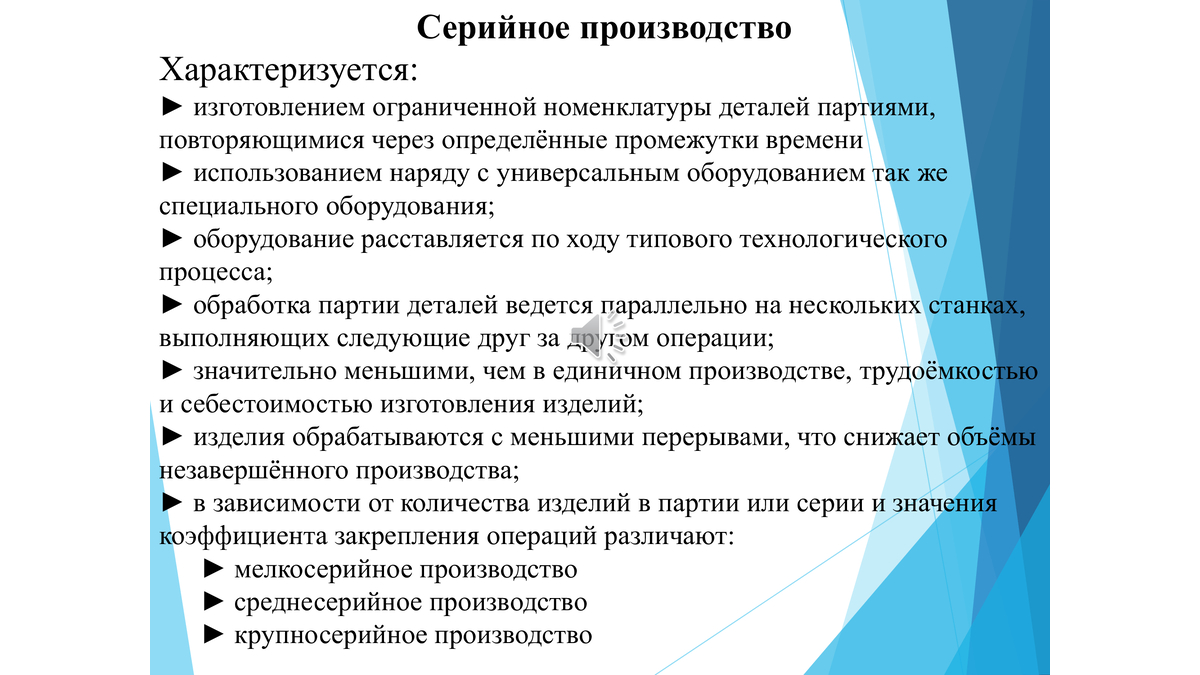 Серийное производство
Характеризуется:
► изготовлением ограниченной номенклатуры деталей партиями,
повторяющимися через определённые промежутки времени
► использованием наряду с универсальным оборудованием так же
специального оборудования;
► оборудование расставляется по ходу типового технологического
процесса;
► обработка партии деталей ведется параллельно на нескольких станках,
выполняющих следующие друг за другом операции;
► значительно меньшими, чем в единичном производстве, трудоёмкостью
и себестоимостью изготовления изделий;
► изделия обрабатываются с меньшими перерывами, что снижает объёмы
незавершённого производства;
► в зависимости от количества изделий в партии или серии и значения
коэффициента закрепления операций различают:
► мелкосерийное производство
► среднесерийное производство
► крупносерийное производство